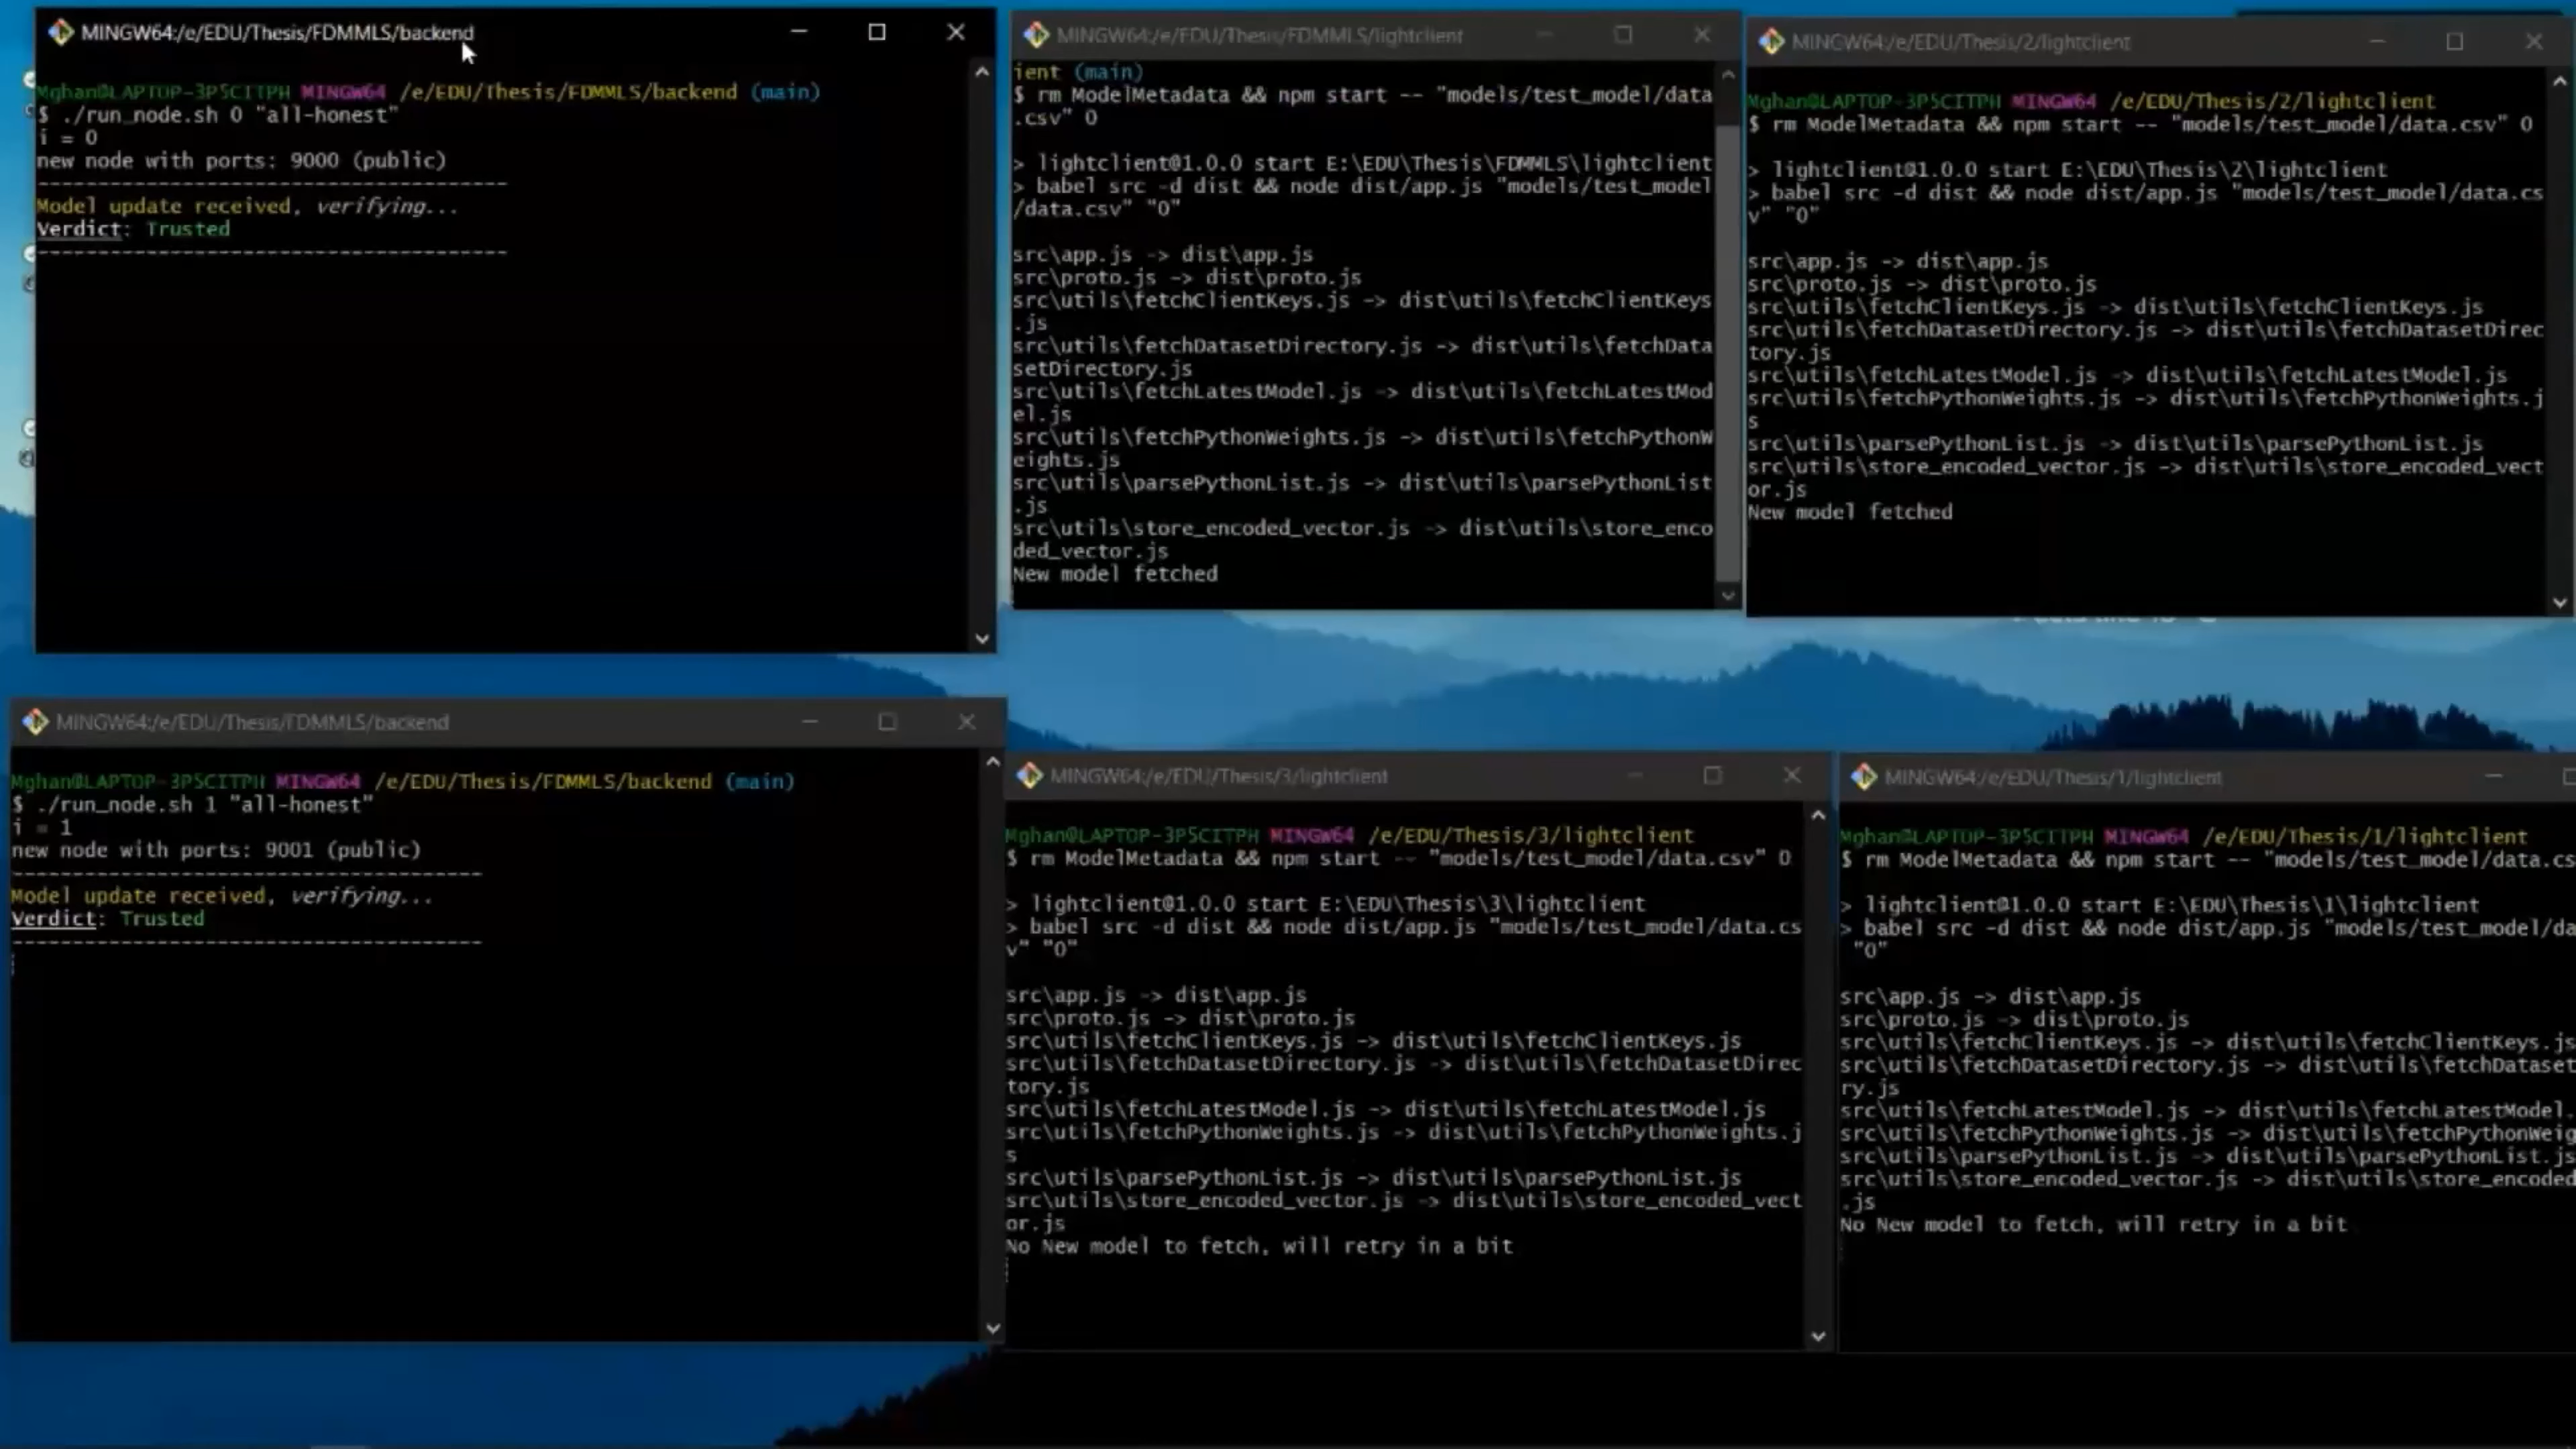 MINGW64:/e/EDU/Thesis/FDMMLS/backend
Mghan@LAPTOP-3P5CITPH MINGW64 /e/EDU/Thesis/FDMMLS/backend (main)
$ ./run_node.sh 0 "all-honest"
i = 0
new node with ports: 9000 (public)
---------------------------------------
Model update received, verifying...
Verdict: Trusted
---------------------------------------
MINGW64:/e/EDU/Thesis/FDMMLS/lightclient
ient (main)
$ rm ModelMetadata && npm start -- "models/test_model/data
.csv" 0
> lightclient@1.0.0 start E:\EDU\Thesis\FDMMLS\lightclient
> babel src -d dist && node dist/app.js "models/test_model
/data.csv" "0"
src\app.js -> dist\app.js
src\proto.js -> dist\proto.js
src\utils\fetchClientKeys.js -> dist\utils\fetchClientKeys
.js
src\utils\fetchDatasetDirectory.js -> dist\utils\fetchData
setDirectory.js
src\utils\fetchLatestModel.js -> dist\utils\fetchLatestMod
el.js
src\utils\fetchPythonWeights.js -> dist\utils\fetchPythonW
eights.js
src\utils\parsePythonList.js -> dist\utils\parsePythonList
.js
src\utils\store_encoded_vector.js -> dist\utils\store_enco
ded_vector.js
New model fetched
MINGW64:/e/EDU/Thesis/2/lightclient
Mghan@LAPTOP-3P5CITPH MINGW64 /e/EDU/Thesis/2/lightclient
$ rm ModelMetadata && npm start -- "models/test_model/data.csv" 0
> lightclient@1.0.0 start E:\EDU\Thesis\2\lightclient
> babel src -d dist && node dist/app.js "models/test_model/data.cs
v" "0"
src\app.js -> dist\app.js
src\proto.js -> dist\proto.js
src\utils\fetchClientKeys.js -> dist\utils\fetchClientKeys.js
src\utils\fetchDatasetDirectory.js -> dist\utils\fetchDatasetDirec
tory.js
src\utils\fetchLatestModel.js -> dist\utils\fetchLatestModel.js
src\utils\fetchPythonWeights.js -> dist\utils\fetchPythonWeights.j
s
src\utils\parsePythonList.js -> dist\utils\parsePythonList.js
src\utils\store_encoded_vector.js -> dist\utils\store_encoded_vect
or.js
New model fetched
MINGW64:/e/EDU/Thesis/FDMMLS/backend
Mghan@LAPTOP-3P5CITPH MINGW64 /e/EDU/Thesis/FDMMLS/backend (main)
$ ./run_node.sh 1 "all-honest"
i = 1
new node with ports: 9001 (public)
---------------------------------------
Model update received, verifying...
Verdict: Trusted
---------------------------------------
MINGW64:/e/EDU/Thesis/3/lightclient
Mghan@LAPTOP-3P5CITPH MINGW64 /e/EDU/Thesis/3/lightclient
$ rm ModelMetadata && npm start -- "models/test_model/data.csv" 0
> lightclient@1.0.0 start E:\EDU\Thesis\3\lightclient
> babel src -d dist && node dist/app.js "models/test_model/data.cs
v" "0"
src\app.js -> dist\app.js
src\proto.js -> dist\proto.js
src\utils\fetchClientKeys.js -> dist\utils\fetchClientKeys.js
src\utils\fetchDatasetDirectory.js -> dist\utils\fetchDatasetDirec
tory.js
src\utils\fetchLatestModel.js -> dist\utils\fetchLatestModel.js
src\utils\fetchPythonWeights.js -> dist\utils\fetchPythonWeights.j
s
src\utils\parsePythonList.js -> dist\utils\parsePythonList.js
src\utils\store_encoded_vector.js -> dist\utils\store_encoded_vect
or.js
No New model to fetch, will retry in a bit
MINGW64:/e/EDU/Thesis/1/lightclient
Mghan@LAPTOP-3P5CITPH MINGW64 /e/EDU/Thesis/1/lightclient
$ rm ModelMetadata && npm start -- "models/test_model/data.cs
> lightclient@1.0.0 start E:\EDU\Thesis\1\lightclient
> babel src -d dist && node dist/app.js "models/test_model/da
"0"
src\app.js -> dist\app.js
src\proto.js -> dist\proto.js
src\utils\fetchClientKeys.js -> dist\utils\fetchClientKeys.js
src\utils\fetchDatasetDirectory.js -> dist\utils\fetchDataset
ry.js
src\utils\fetchLatestModel.js -> dist\utils\fetchLatestModel.
src\utils\fetchPythonWeights.js -> dist\utils\fetchPythonWeig
src\utils\parsePythonList.js -> dist\utils\parsePythonList.js
src\utils\store_encoded_vector.js -> dist\utils\store_encoded
.js
No New model to fetch, will retry in a bit